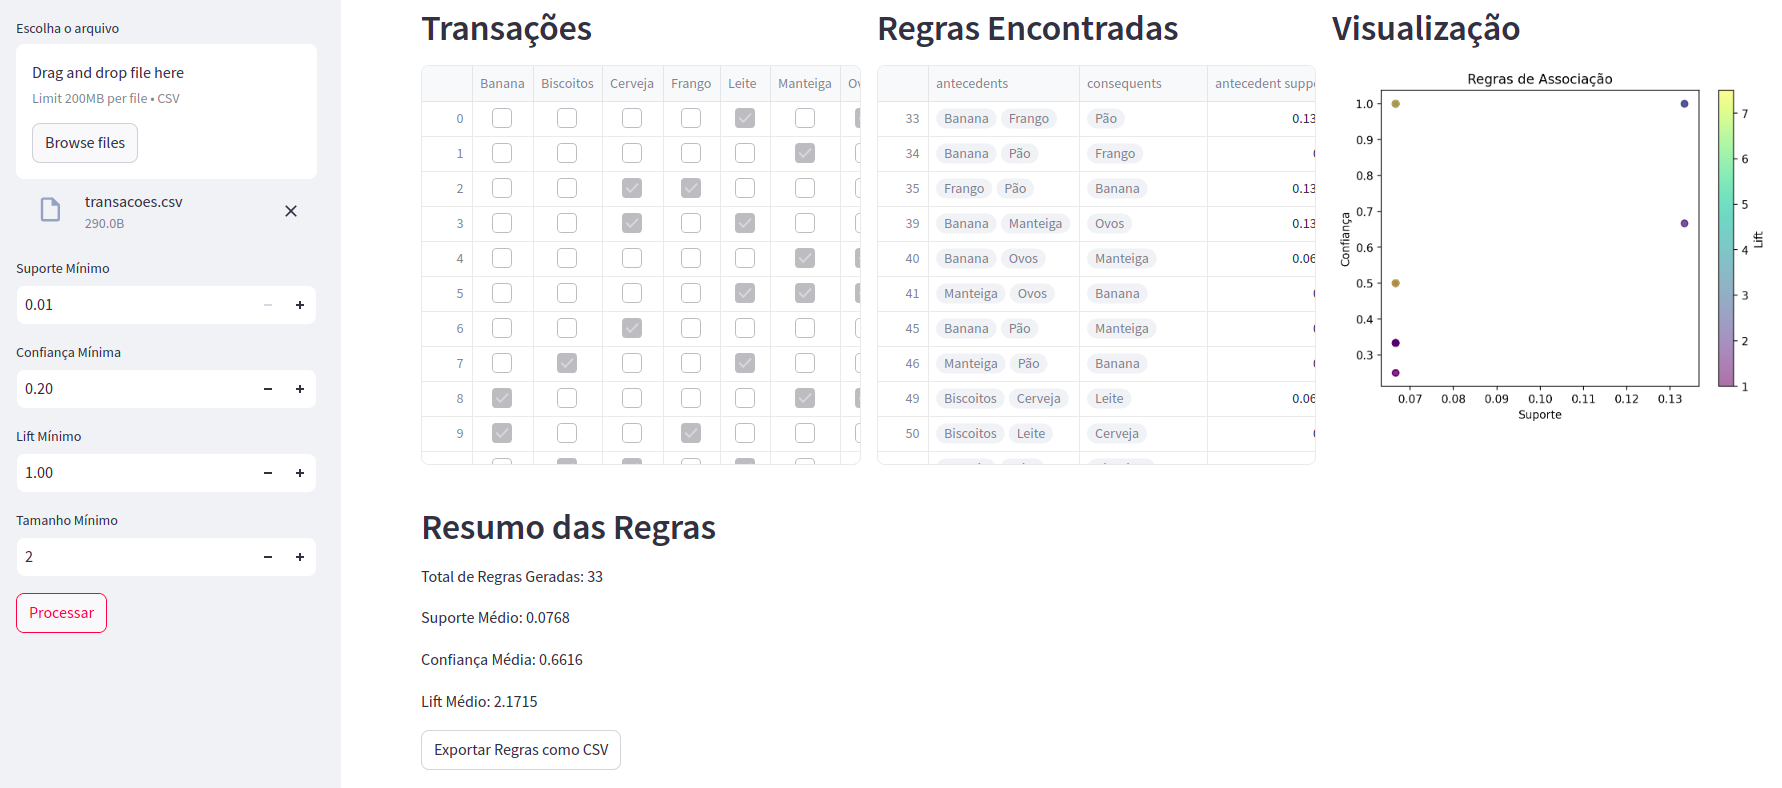 Escolha o arquivo
Drag and drop file here
Limit 200MB per file • CSV
Browse files
transacoes.csv
290.0B
Suporte Mínimo
0.01
Confiança Mínima
0.20
Lift Mínimo
1.00
Tamanho Mínimo
2
Processar
Transações
Banana Biscoitos Cerveja Frango Leite Manteiga
0
1
2
3
4
5
6
7
8
9
Regras Encontradas
antecedents consequents antecedent
33 Banana Frango Pão 0.13
34 Banana Pão Frango
35 Frango Pão Banana 0.13
39 Banana Manteiga Ovos 0.13
40 Banana Ovos Manteiga 0.06
41 Manteiga Ovos Banana
45 Banana Pão Manteiga
46 Manteiga Pão Banana
49 Biscoitos Cerveja Leite 0.06
50 Biscoitos Leite Cerveja
Visualização
Regras de Associação
Confiança
1.0
0.9
0.8
0.7
0.6
0.5
0.4
0.3
0.07 0.08 0.09 0.10 0.11 0.12 0.13
Suporte
7
6
5
4
3
2
1
Lift
Resumo das Regras
Total de Regras Geradas: 33
Suporte Médio: 0.0768
Confiança Média: 0.6616
Lift Médio: 2.1715
Exportar Regras como CSV